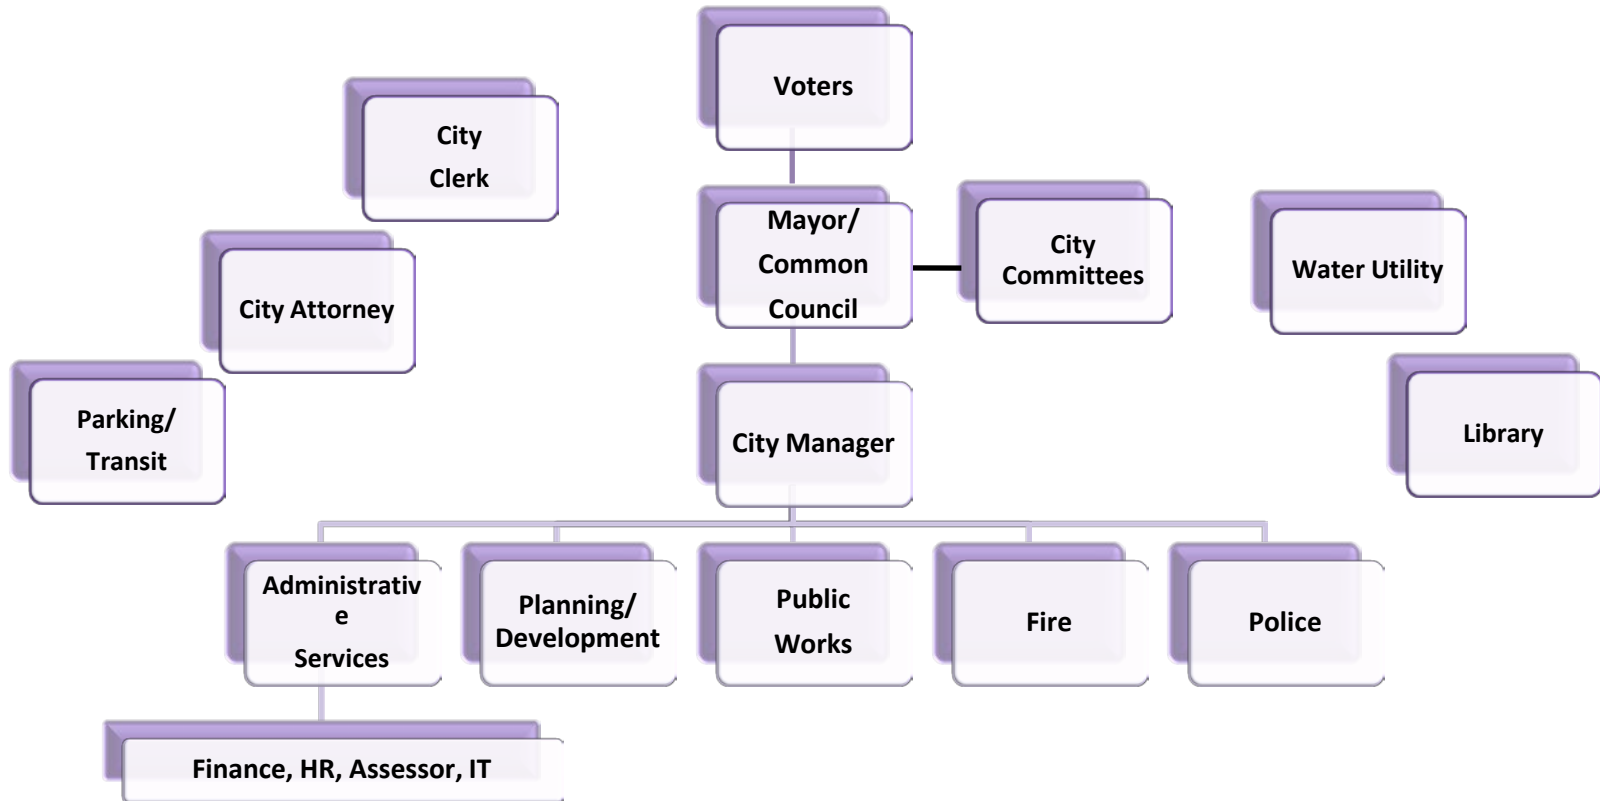 Voters
City
Clerk
Mayor/
Common
Council
City
Committees
Water Utility
City Attorney
Parking/
Transit
City Manager
Library
Administrativ
e
Services
Planning/
Development
Public
Works
Fire
Police
Finance, HR, Assessor, IT